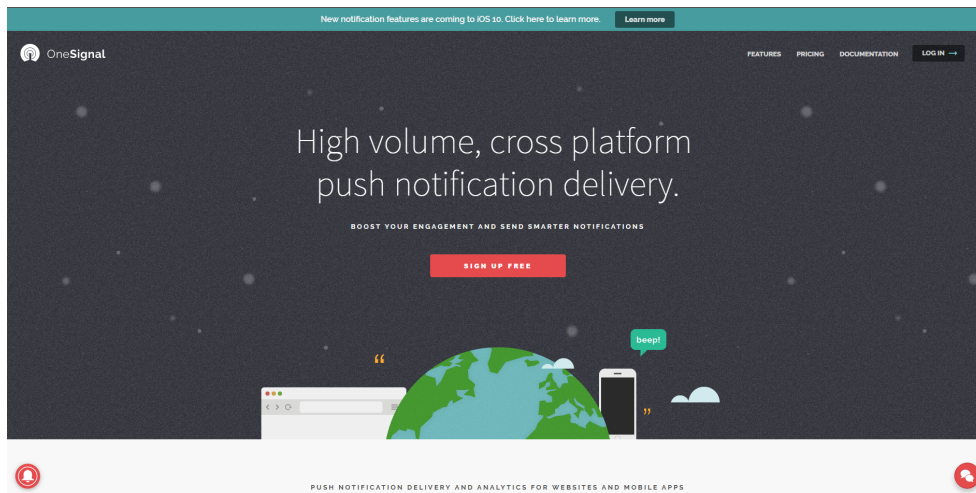 New notification features are coming to iOS 10. Click here to learn more.
Learn more
OneSignal
FEATURES
PRICING
DOCUMENTATION
LOG IN →
High volume, cross platform
push notification delivery.
BOOST YOUR ENGAGEMENT AND SEND SMARTER NOTIFICATIONS
SIGN UP FREE
beep!
“
”
PUSH NOTIFICATION DELIVERY AND ANALYTICS FOR WEBSITES AND MOBILE APPS